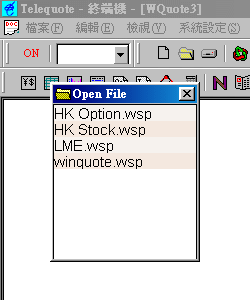 Telequote - 終端機 - [WQuote3]
檔案(F) 編輯(E) 檢視(V) 系統設定(S)
ON
Open File
HK Option.wsp
HK Stock.wsp
LME.wsp
winquote.wsp